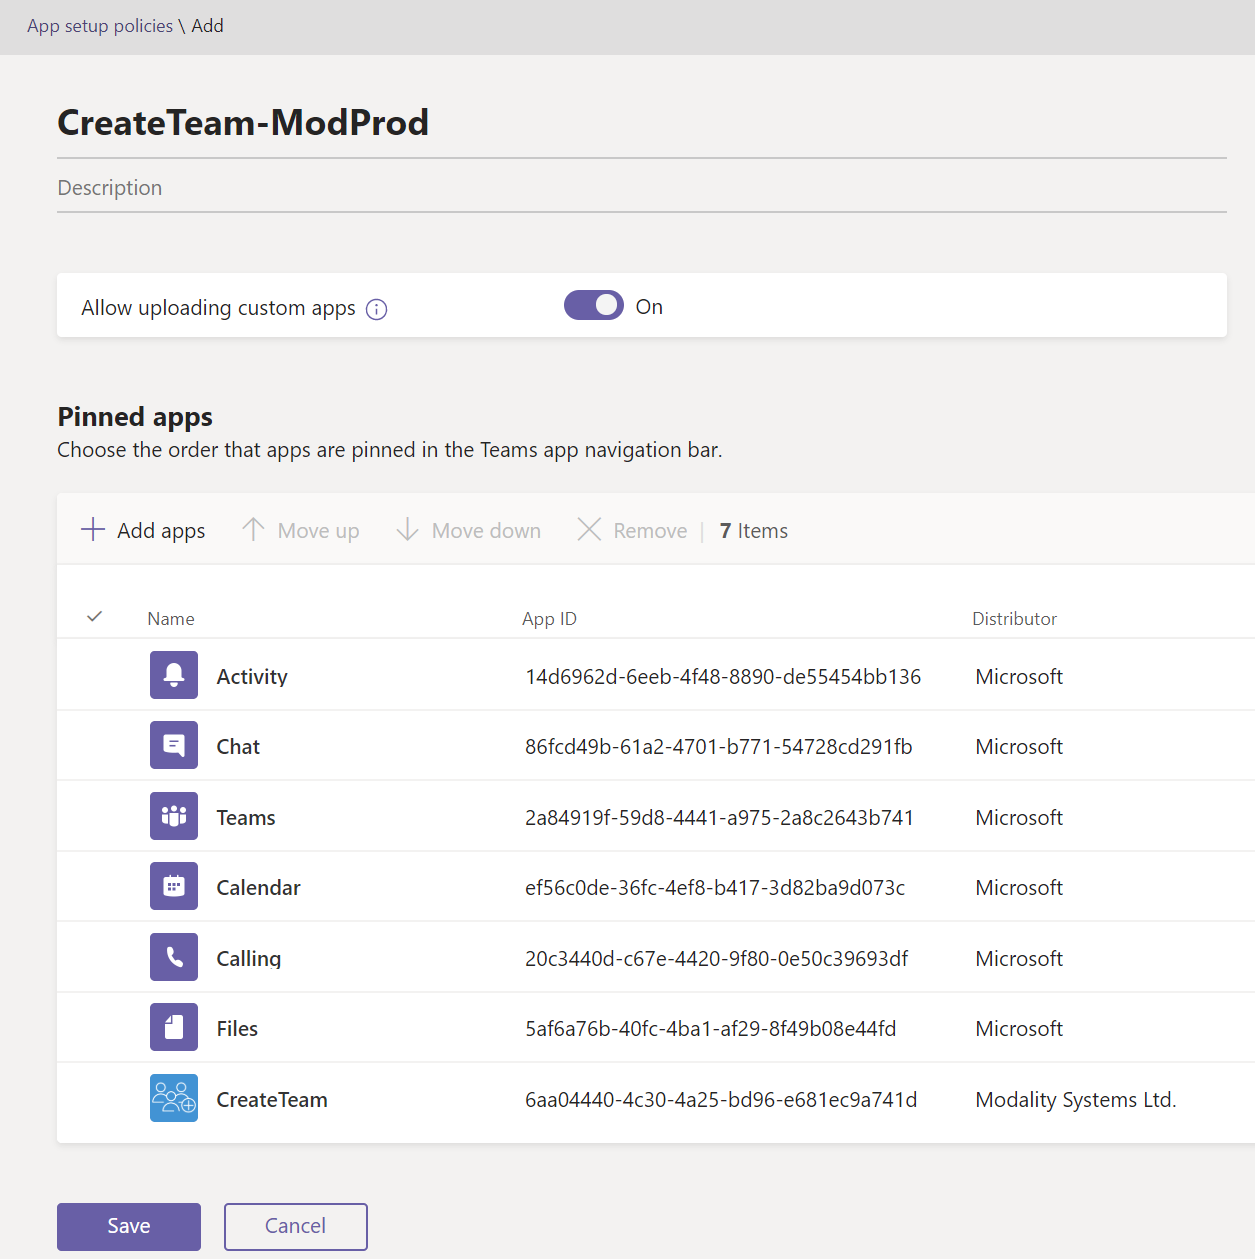 App setup policies \ Add
CreateTeam-ModProd
Description
Allow uploading custom apps On
Pinned apps
Choose the order that apps are pinned in the Teams app navigation bar.
Add apps Move up Move down Remove | 7 Items
Name App ID Distributor
Activity 14d6962d-6eeb-4f48-8890-de55454bb136 Microsoft
Chat 86fcd49b-61a2-4701-b771-54728cd291fb Microsoft
Teams 2a84919f-59d8-4441-a975-2a8c2643b741 Microsoft
Calendar ef56c0de-36fc-4ef8-b417-3d82ba9d073c Microsoft
Calling 20c3440d-c67e-4420-9f80-0e50c39693df Microsoft
Files 5af6a76b-40fc-4ba1-af29-8f49b08e44fd Microsoft
CreateTeam 6aa04440-4c30-4a25-bd96-e681ec9a741d Modality Systems Ltd.
Save Cancel